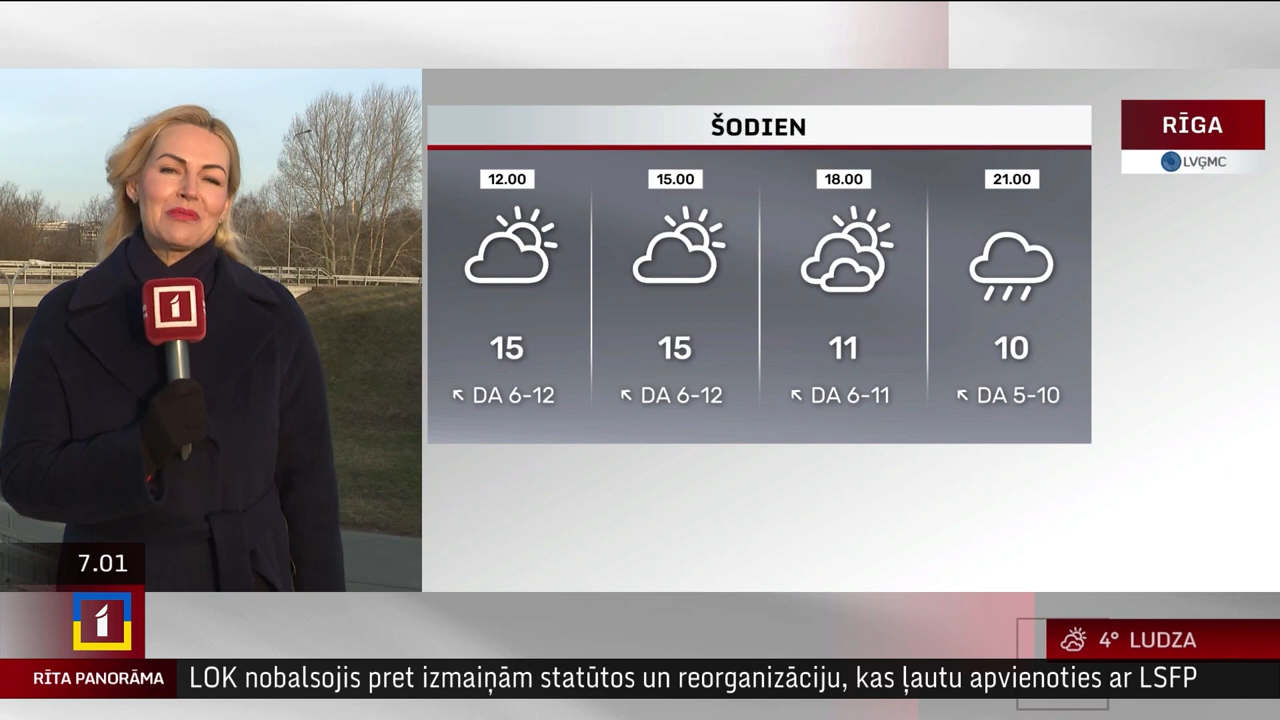 ŠODIEN
RĪGA
LVĢMC
12.00
15.00
18.00
21.00
15
15
11
10
DA 6-12
DA 6-12
DA 6-11
DA 5-10
1
7.01
1
4° LUDZA
RĪTA PANORĀMA
LOK nobalsojis pret izmaiņām statūtos un reorganizāciju, kas ļautu apvienoties ar LSFP